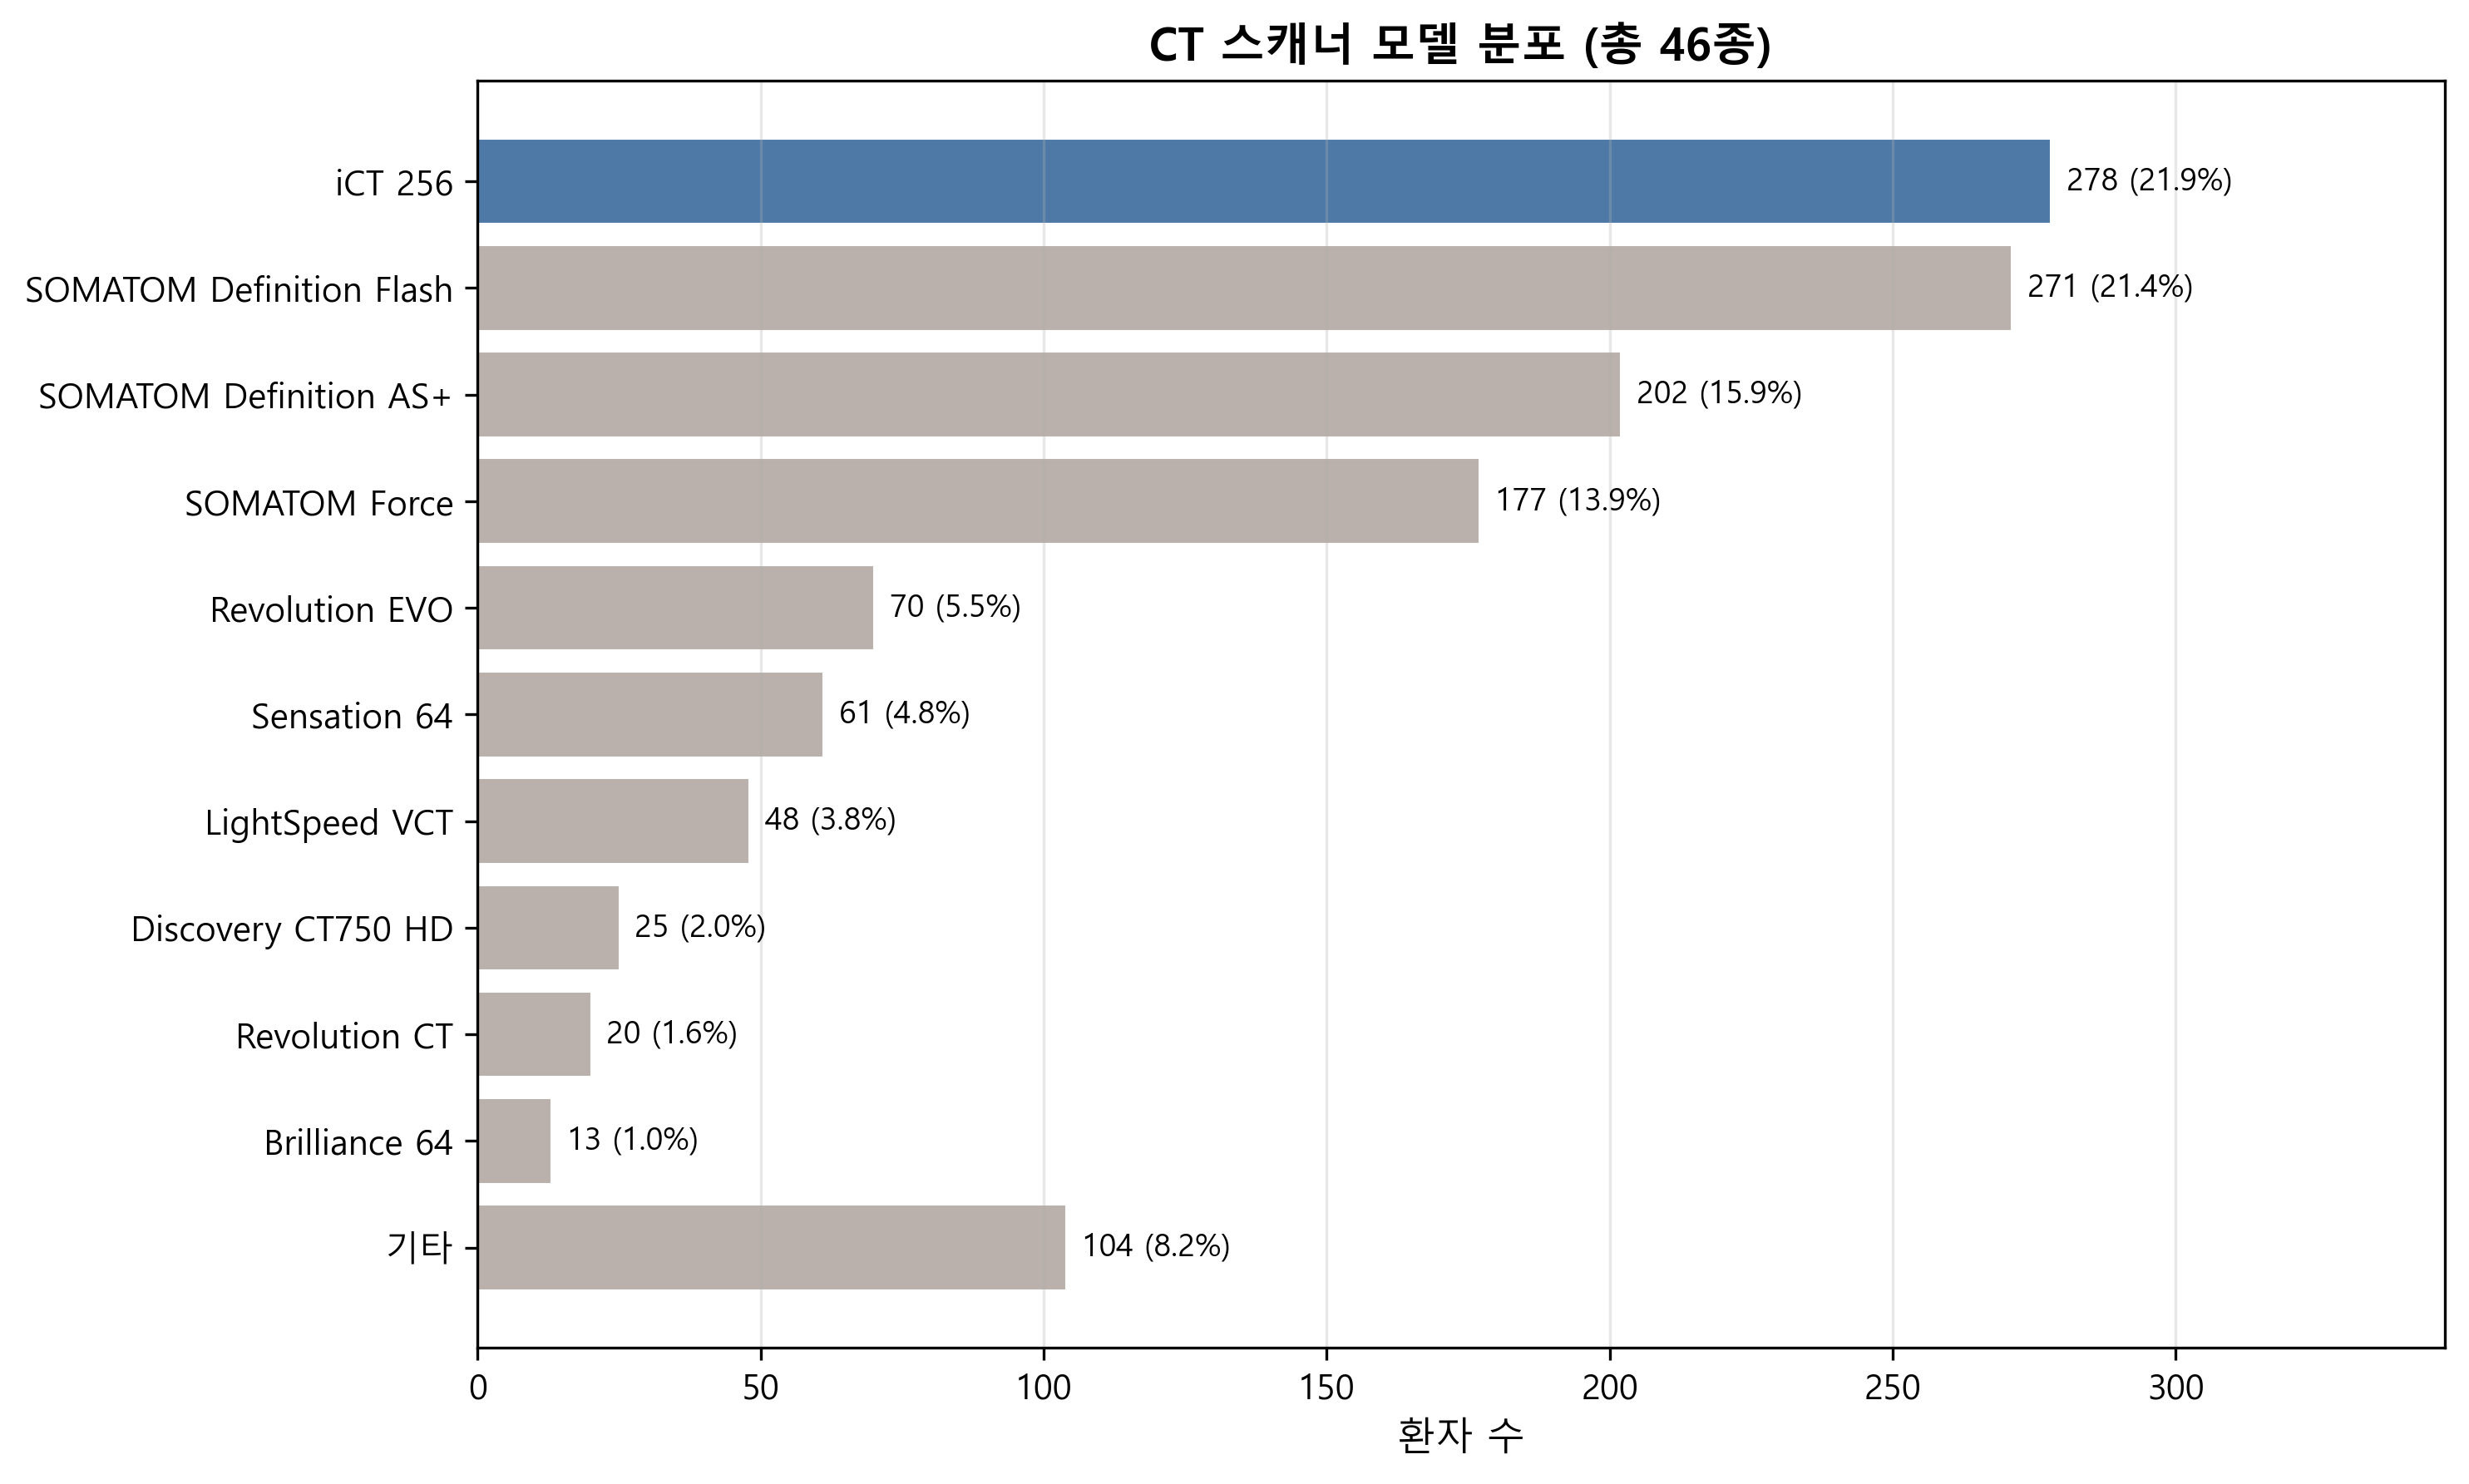 CT 스캐너 모델 분포 (총 46종)
iCT 256
278 (21.9%)
SOMATOM Definition Flash
271 (21.4%)
SOMATOM Definition AS+
202 (15.9%)
SOMATOM Force
177 (13.9%)
Revolution EVO
70 (5.5%)
Sensation 64
61 (4.8%)
LightSpeed VCT
48 (3.8%)
Discovery CT750 HD
25 (2.0%)
Revolution CT
20 (1.6%)
Brilliance 64
13 (1.0%)
기타
104 (8.2%)
0 50 100 150 200 250 300
환자 수